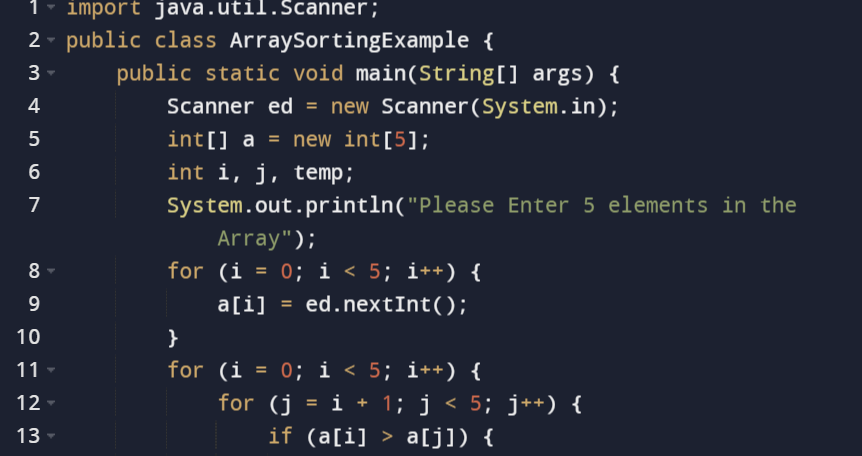 1 import java.util.Scanner;
2 public class ArraySortingExample {
3 public static void main(String[] args) {
4 Scanner ed = new Scanner(System.in);
5 int[] a = new int[5];
6 int i, j, temp;
7 System.out.println("Please Enter 5 elements in the
Array");
8 for (i = 0; i < 5; i++) {
9 a[i] = ed.nextInt();
10 }
11 for (i = 0; i < 5; i++) {
12 for (j = i + 1; j < 5; j++) {
13 if (a[i] > a[j]) {